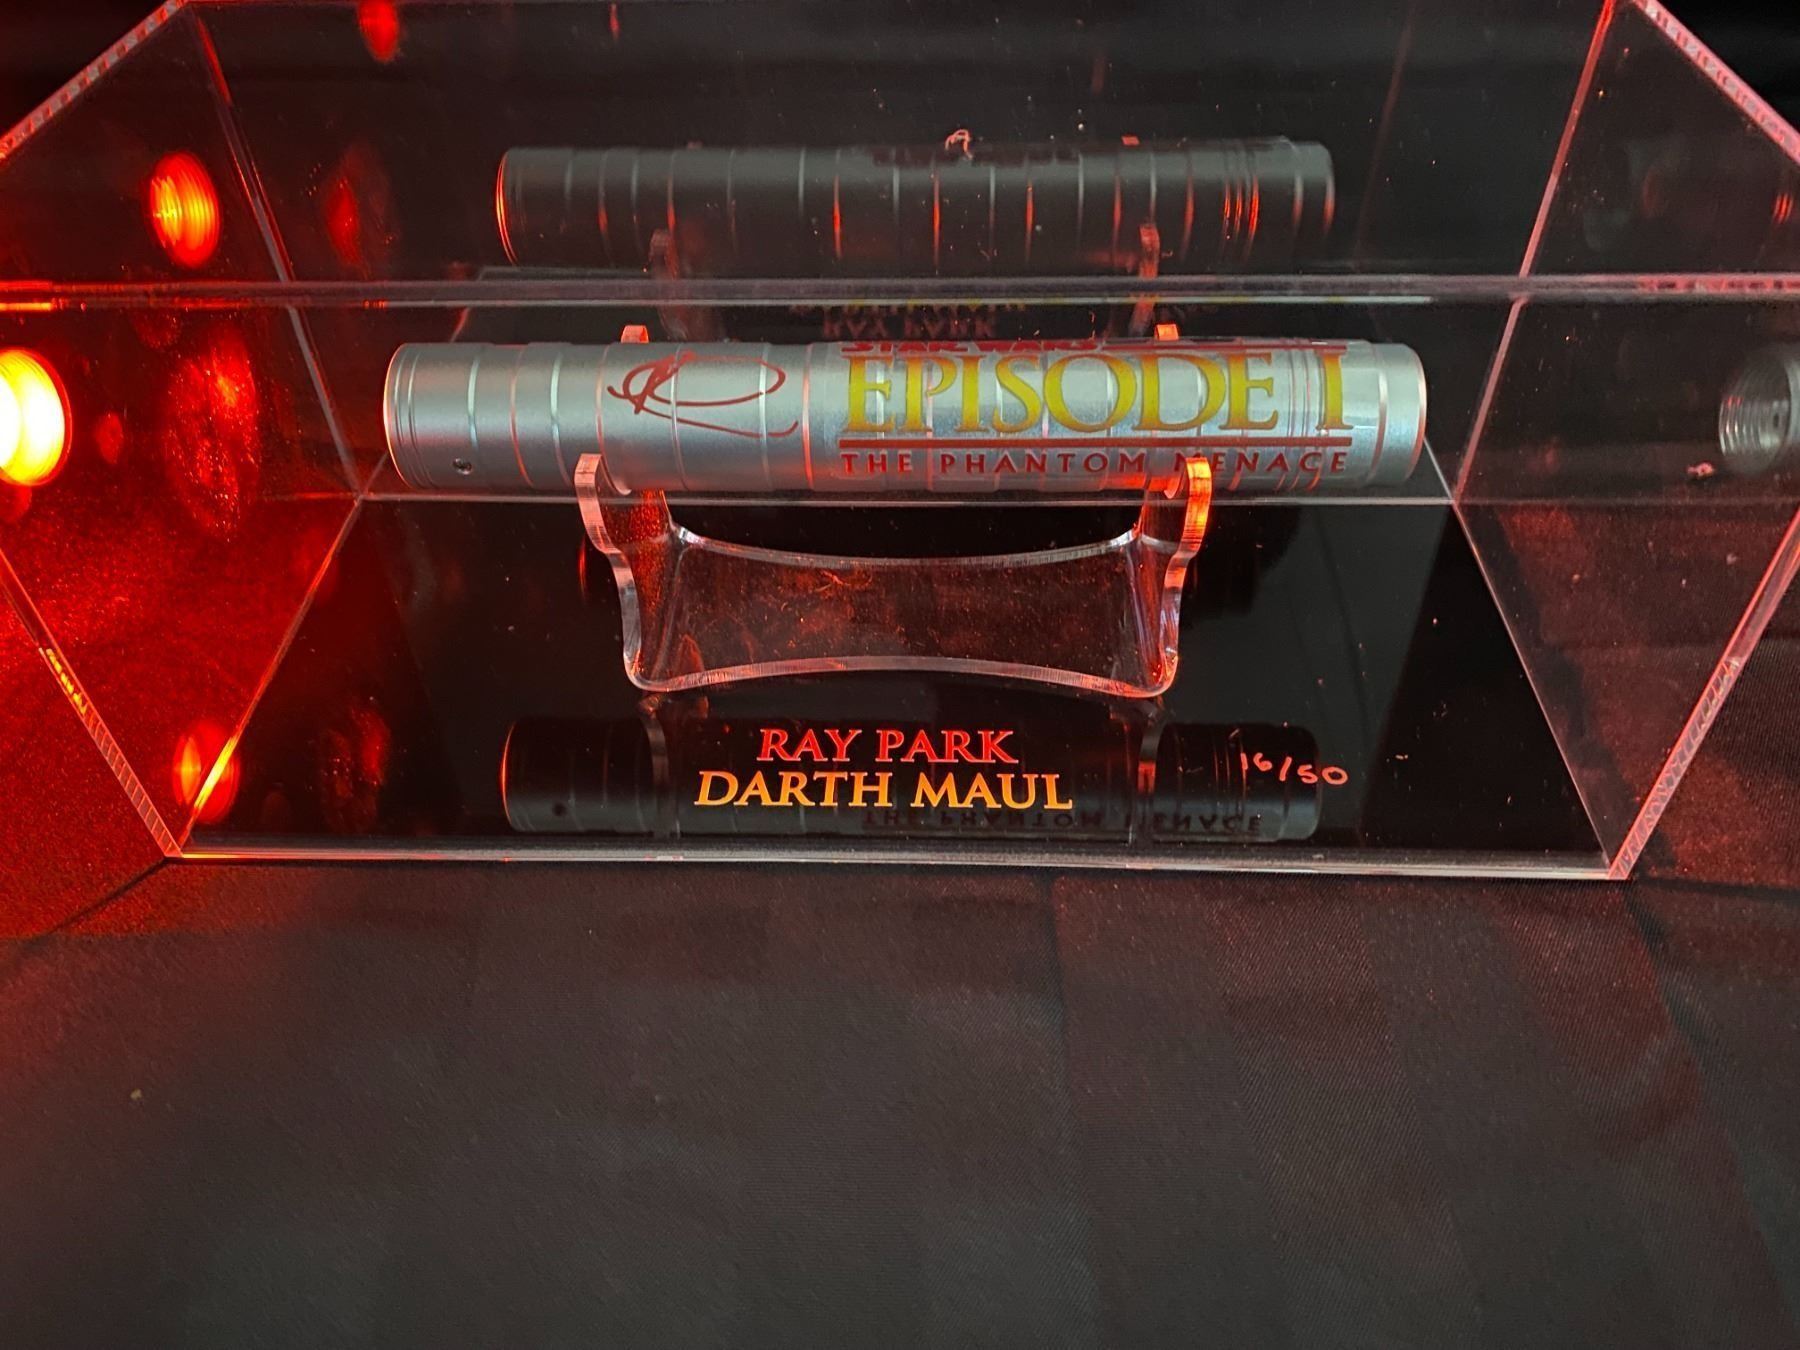 STAR WARS
EPISODE I
THE PHANTOM MENACE
RAY PARK
DARTH MAUL
16/50